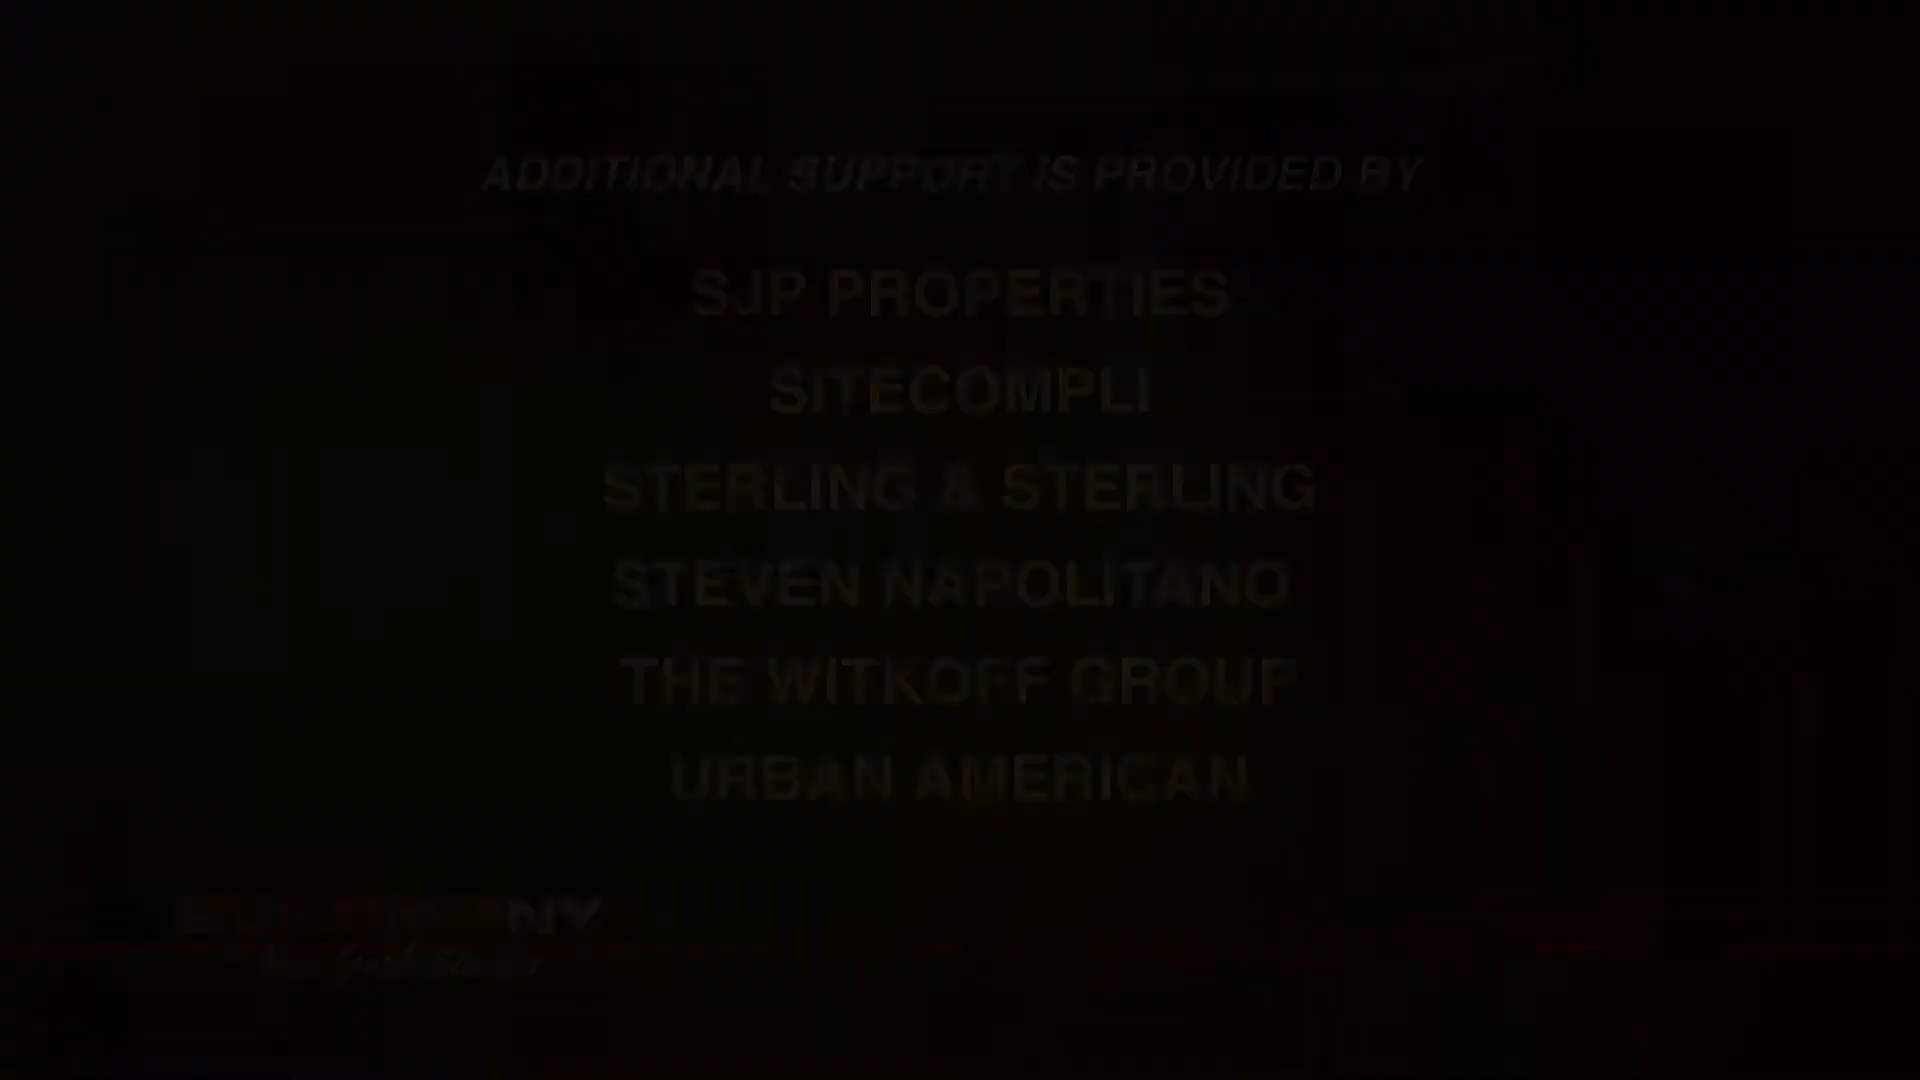 ADDITIONAL SUPPORT IS PROVIDED BY
SJP PROPERTIES
SITECOMPLI
STERLING & STERLING
STEVEN NAPOLITANO
THE WITKOFF GROUP
URBAN AMERICAN